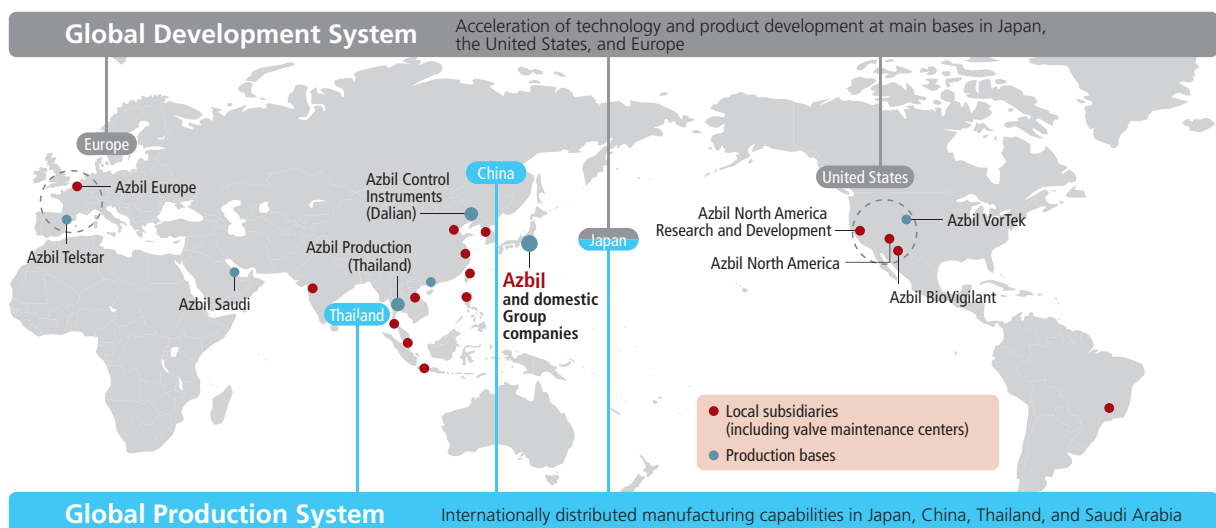 Global Development System
Acceleration of technology and product development at main bases in Japan,
the United States, and Europe
Europe
China
United States
Azbil Europe
Azbil Control
Instruments
(Dalian)
Azbil North America
Research and Development
Azbil VorTek
Azbil Telstar
Azbil Production
(Thailand)
Japan
Azbil North America
Azbil Saudi
Azbil
and domestic
Group
companies
Azbil BioVigilant
Thailand
Local subsidiaries
(including valve maintenance centers)
Production bases
Global Production System
Internationally distributed manufacturing capabilities in Japan, China, Thailand, and Saudi Arabia